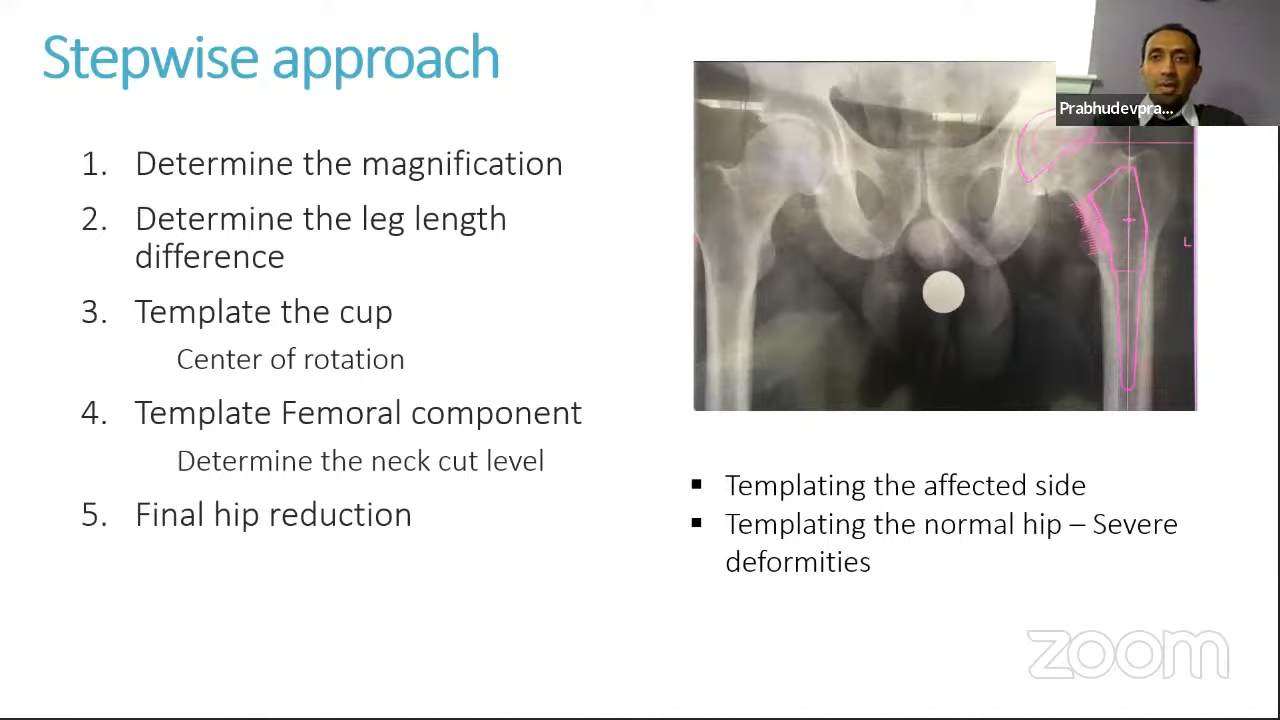 Stepwise approach
Prabhudevpra...
1. Determine the magnification
2. Determine the leg length
difference
3. Template the cup
Center of rotation
4. Template Femoral component
Determine the neck cut level
5. Final hip reduction
L
▪ Templating the affected side
▪ Templating the normal hip – Severe
deformities
zoom